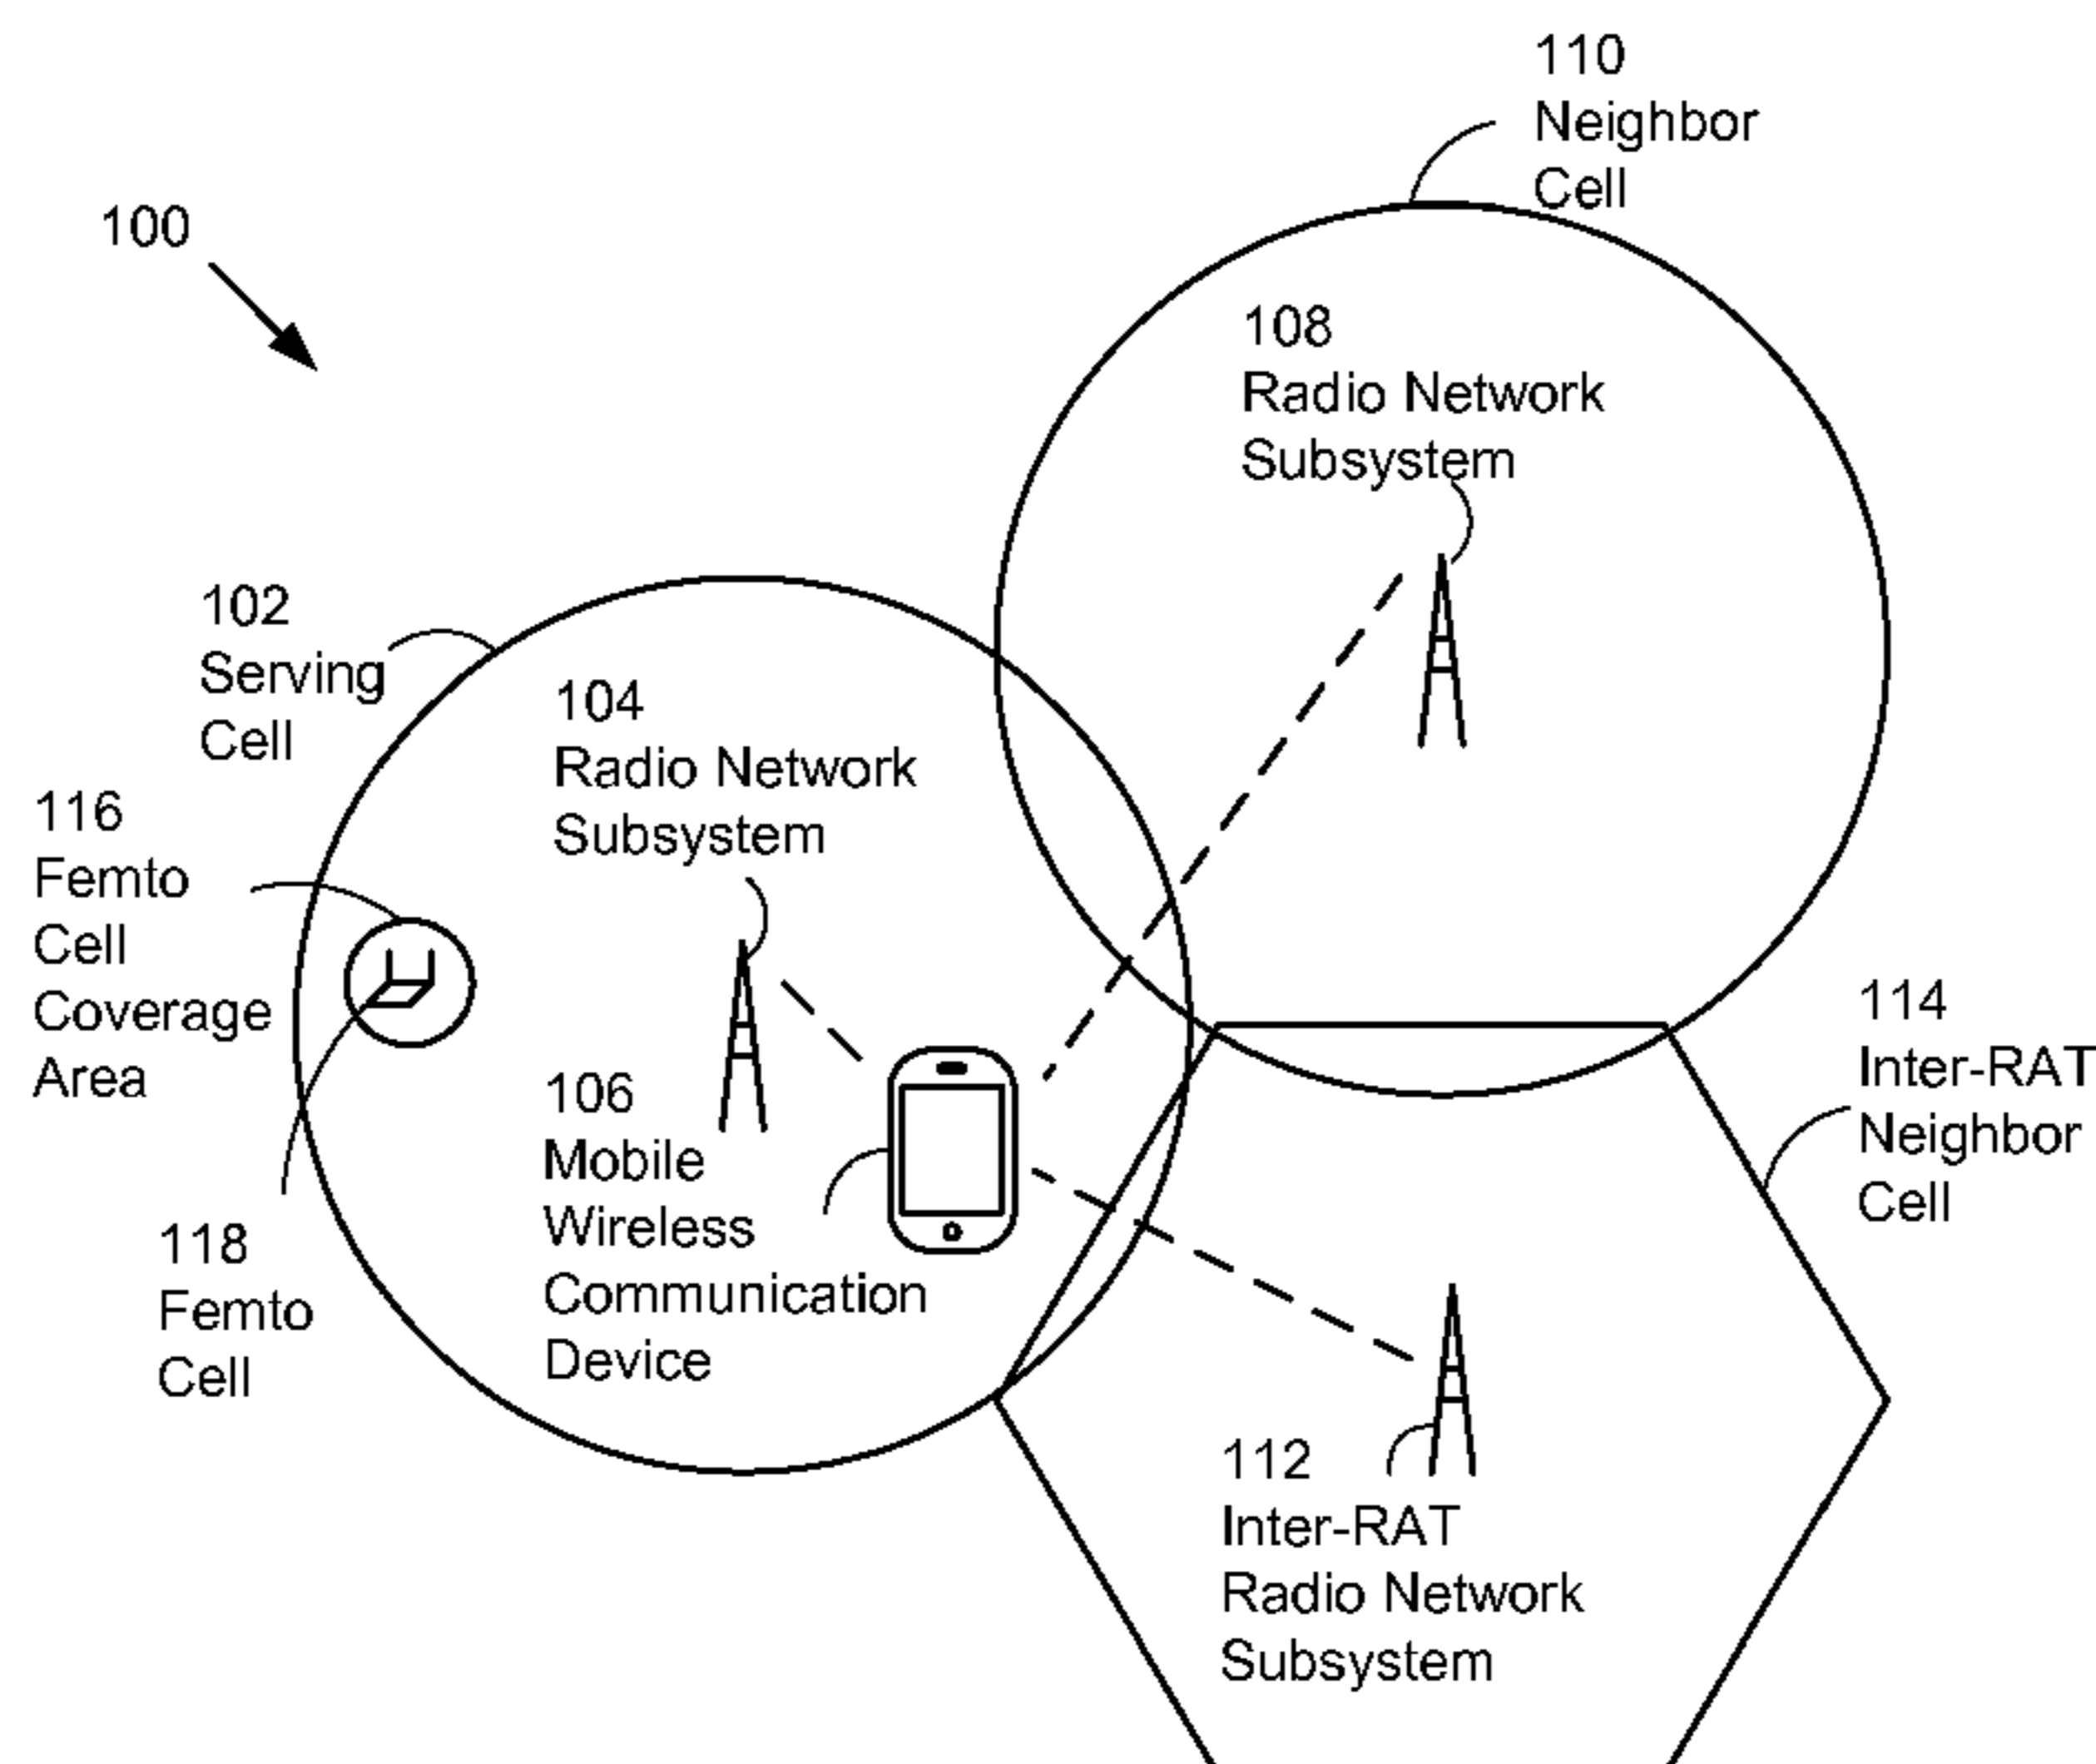 110
Neighbor
Cell
100
108
Radio Network
Subsystem
102
Serving
Cell
104
Radio Network
Subsystem
116
Femto
Cell
Coverage
Area
114
Inter-RAT
Neighbor
Cell
106
Mobile
Wireless
Communication
Device
118
Femto
Cell
112
Inter-RAT
Radio Network
Subsystem